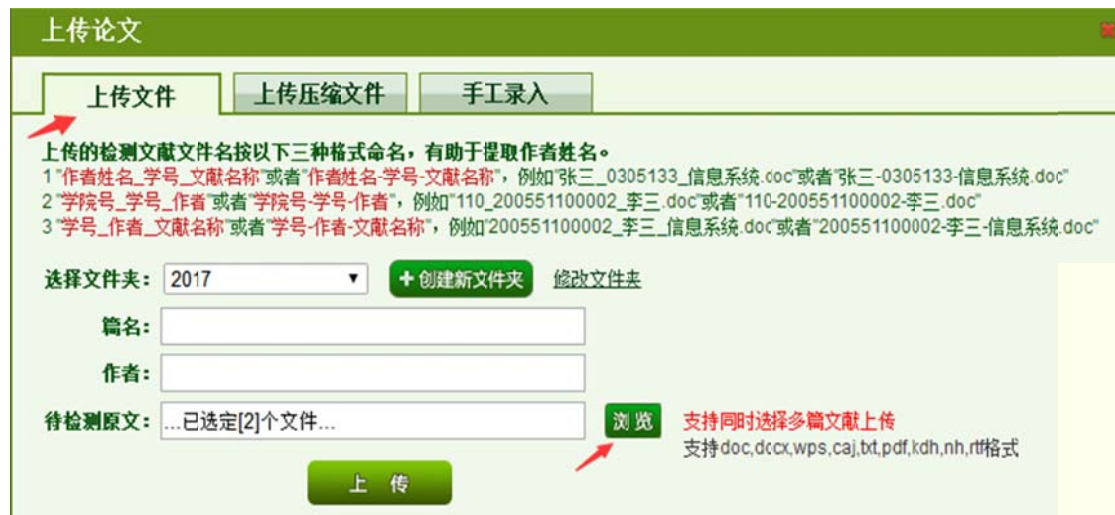 上传论文
上传文件 上传压缩文件 手工录入
上传的检测文献文件名按以下三种格式命名，有助于提取作者姓名。
1 "作者姓名_学号_文献名称"或者"作者姓名-学号-文献名称"，例如"张三_0305133_信息系统.doc"或者"张三-0305133-信息系统.doc"
2 "学院号_学号_作者"或者"学院号-学号-作者"，例如"110_200551100002_李三.doc"或者"110-200551100002-李三.doc"
3 "学号_作者_文献名称"或者"学号-作者-文献名称"，例如"200551100002_李三_信息系统.doc"或者"200551100002-李三-信息系统.doc"
选择文件夹： 2017 ▼ + 创建新文件夹 修改文件夹
篇名：
作者：
待检测原文： ...已选定[2]个文件... 浏览 支持同时选择多篇文献上传
支持doc,docx,wps,caj,txt,pdf,kdh,nh,rtf格式
上 传